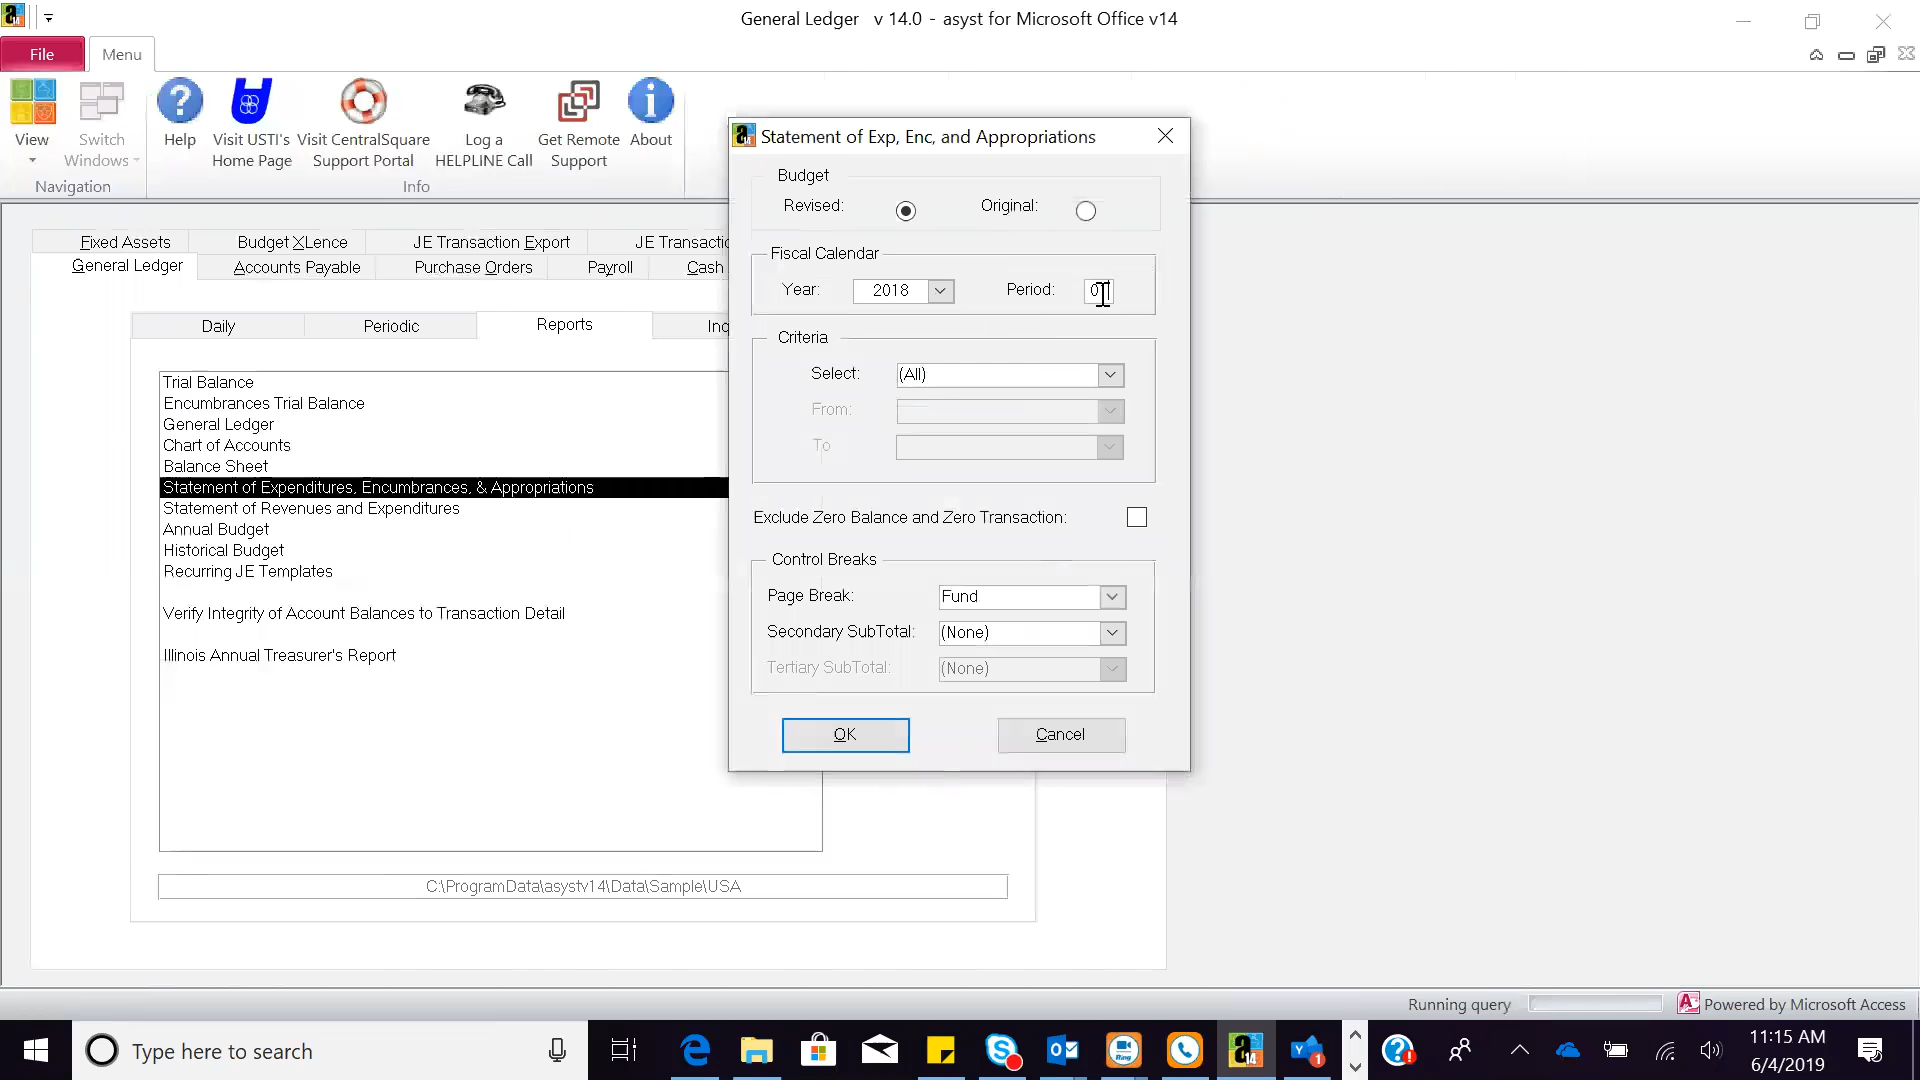 General Ledger v 14.0 - asyst for Microsoft Office v14
File
Menu
View
Switch Windows
Help
Visit USTI's Home Page
Visit CentralSquare Support Portal
Log a HELPLINE Call
Get Remote Support
About
Navigation
Info
Fixed Assets
Budget XLence
JE Transaction Export
General Ledger
Accounts Payable
Purchase Orders
Payroll
Cash
Daily
Periodic
Reports
Trial Balance
Encumbrances Trial Balance
General Ledger
Chart of Accounts
Balance Sheet
Statement of Expenditures, Encumbrances, & Appropriations
Statement of Revenues and Expenditures
Annual Budget
Historical Budget
Recurring JE Templates
Verify Integrity of Account Balances to Transaction Detail
Illinois Annual Treasurer's Report
C:\ProgramData\asystv14\Data\Sample\USA
Statement of Exp, Enc, and Appropriations
Budget
Revised:
Original:
Fiscal Calendar
Year: 2018
Period:
Criteria
Select: (All)
From:
To
Exclude Zero Balance and Zero Transaction:
Control Breaks
Page Break: Fund
Secondary SubTotal: (None)
Tertiary SubTotal: (None)
OK
Cancel
Running query
Powered by Microsoft Access
Type here to search
11:15 AM
6/4/2019